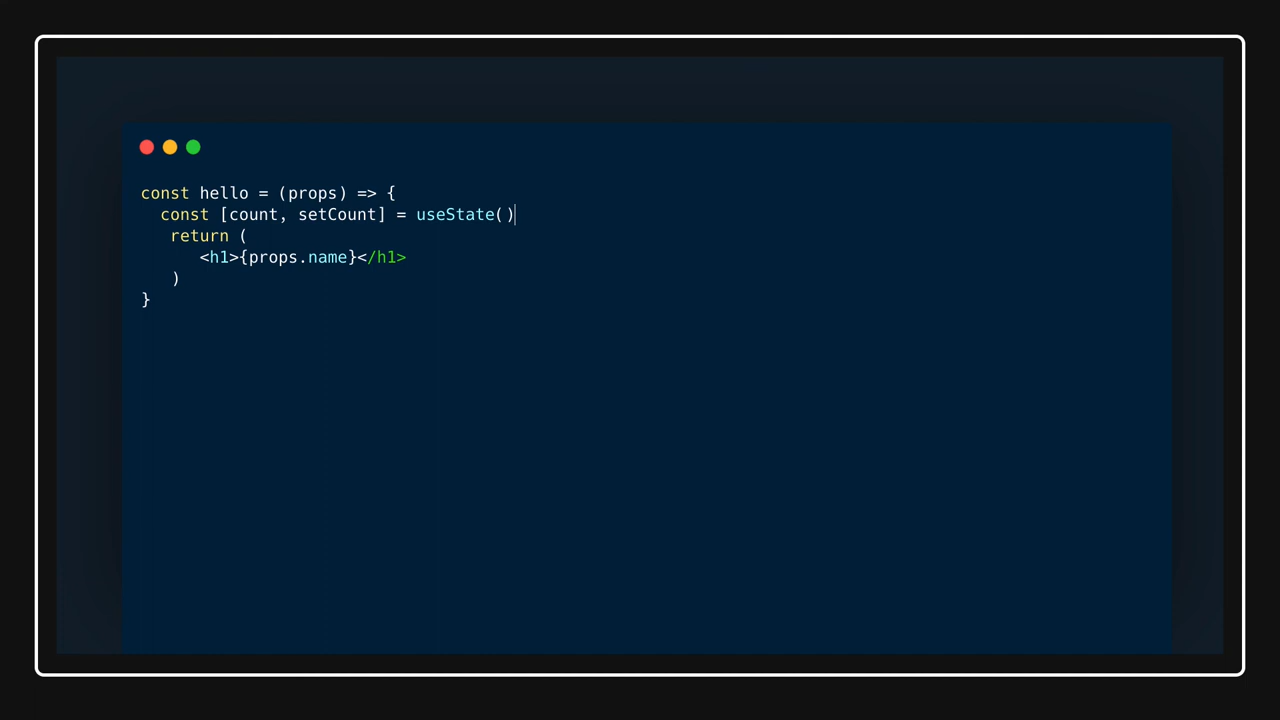 const hello = (props) => {
  const [count, setCount] = useState()
   return (
      <h1>{props.name}</h1>
   )
}